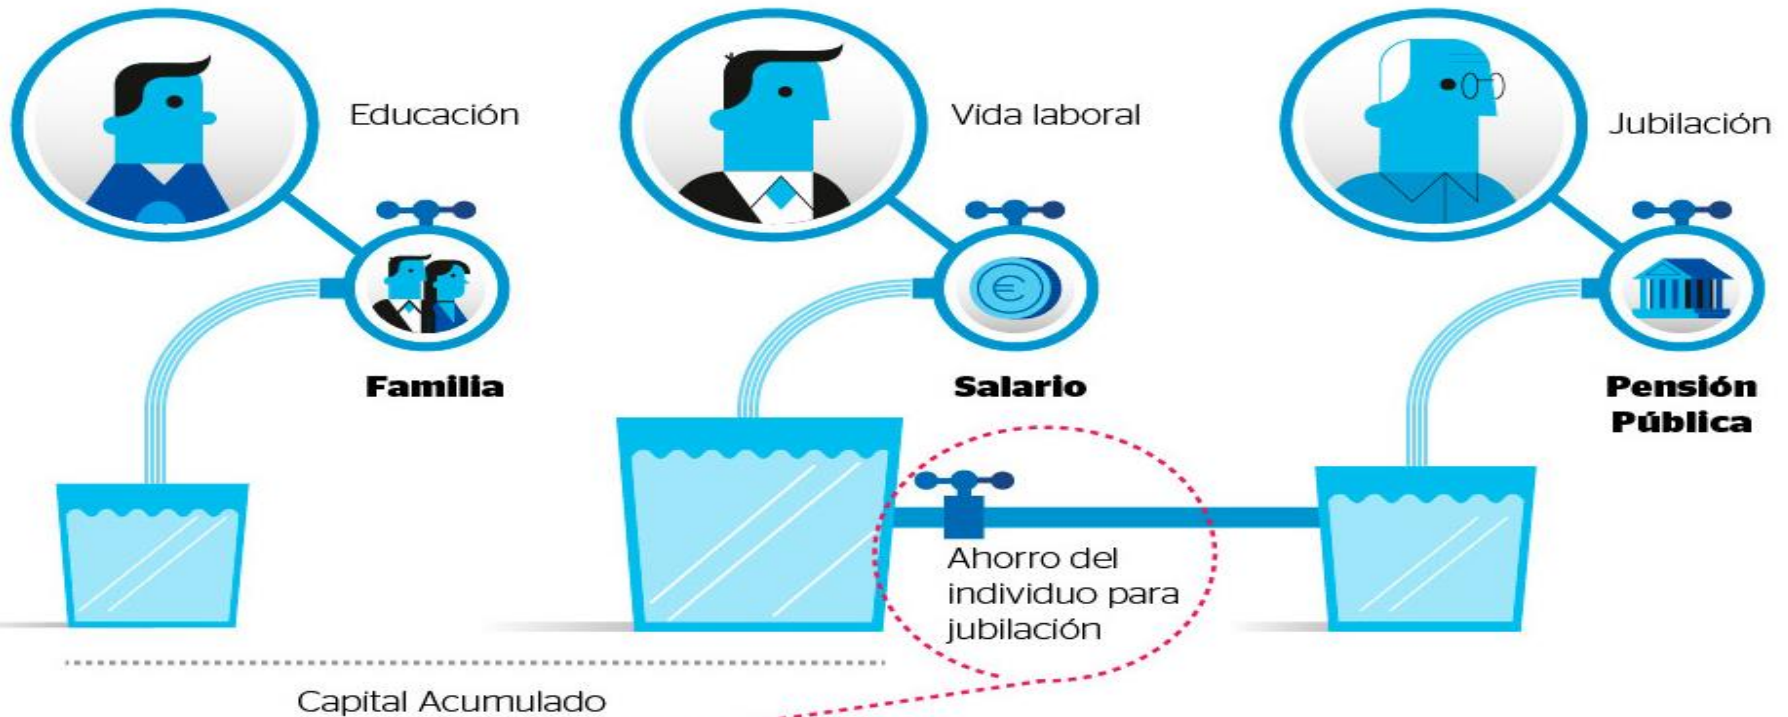 Educación
Vida laboral
Jubilación
Familia
Salario
Pensión
Pública
Ahorro del
individuo para
jubilación
Capital Acumulado